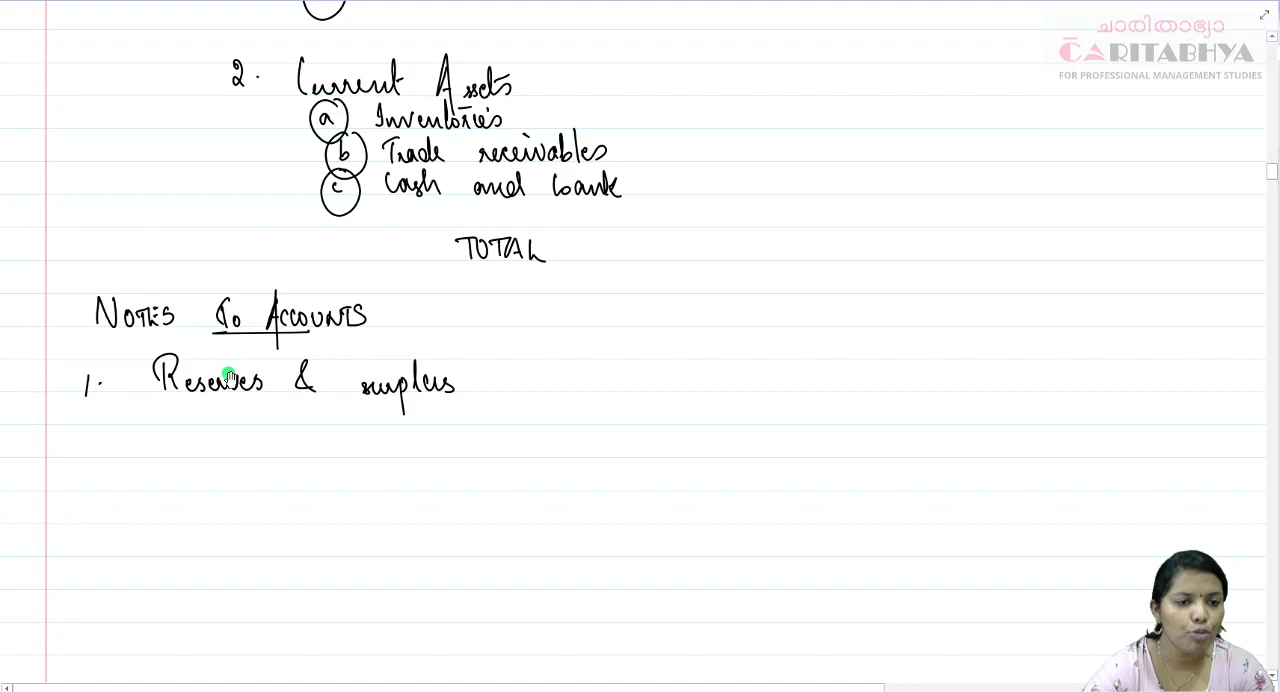 ചാരിതാഭ്യാ
CARITABHYA
FOR PROFESSIONAL MANAGEMENT STUDIES
2. Current Assets
a Inventories
b Trade receivables
c Cash and bank
TOTAL
NOTES TO ACCOUNTS
1. Reserves & surplus